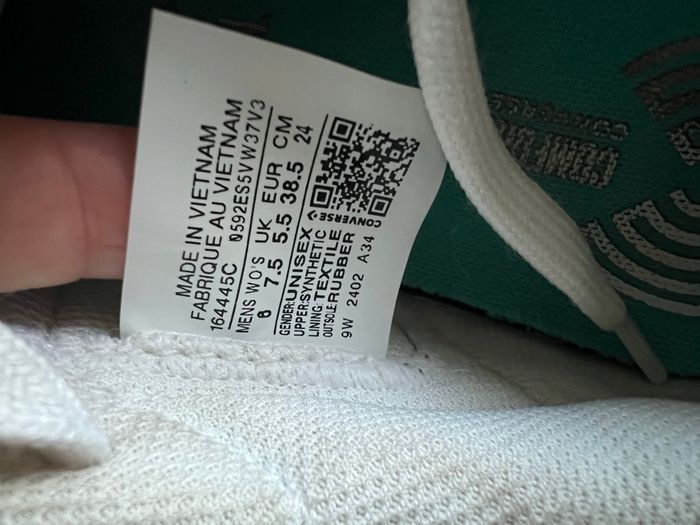 MADE IN VIETNAM
FABRIQUE AU VIETNAM
164445C 0592ES5VW37V3
MENS WO'S UK EUR CM
6 7.5 5.5 38.5 24
GENDER:UNISEX
UPPER:SYNTHETIC
LINING:TEXTILE
OUTSOLE:RUBBER
9W 2402 A34
CONVERSE